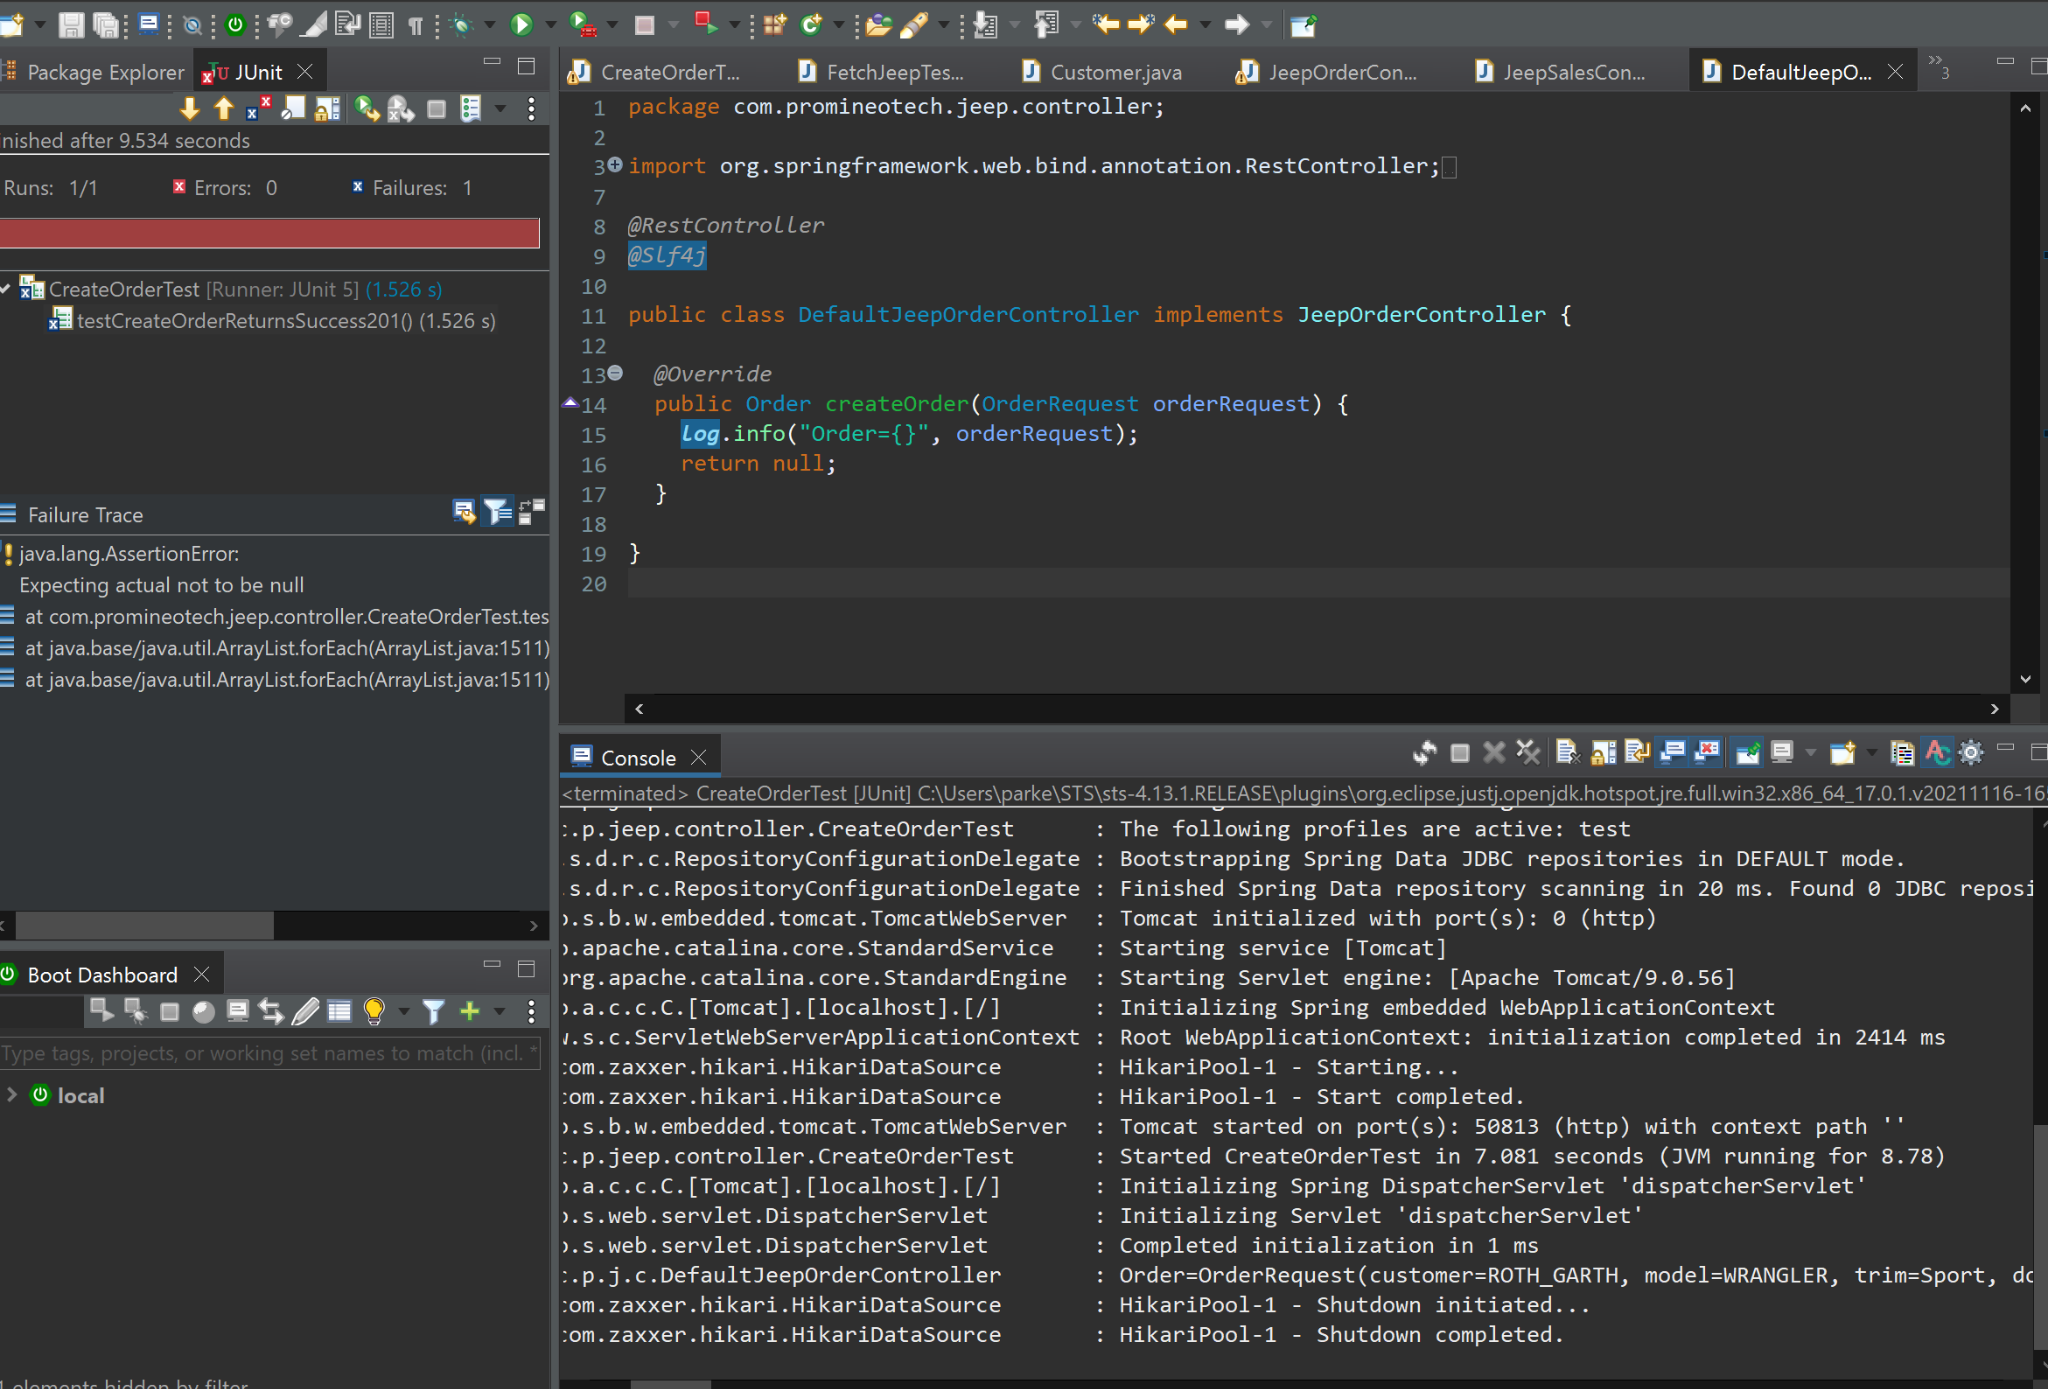 Package Explorer
JUnit
inished after 9.534 seconds
Runs: 1/1 Errors: 0 Failures: 1
CreateOrderTest [Runner: JUnit 5] (1.526 s)
testCreateOrderReturnsSuccess201() (1.526 s)
Failure Trace
java.lang.AssertionError:
Expecting actual not to be null
at com.promineotech.jeep.controller.CreateOrderTest.tes
at java.base/java.util.ArrayList.forEach(ArrayList.java:1511)
at java.base/java.util.ArrayList.forEach(ArrayList.java:1511)
Boot Dashboard
Type tags, projects, or working set names to match (incl. *
local
elements hidden by filter
CreateOrderT... FetchJeepTes... Customer.java JeepOrderCon... JeepSalesCon... DefaultJeepO... »3
1 package com.promineotech.jeep.controller;
2
3 import org.springframework.web.bind.annotation.RestController;
7
8 @RestController
9 @Slf4j
10
11 public class DefaultJeepOrderController implements JeepOrderController {
12
13 @Override
14 public Order createOrder(OrderRequest orderRequest) {
15 log.info("Order={}", orderRequest);
16 return null;
17 }
18
19 }
20
Console
<terminated> CreateOrderTest [JUnit] C:\Users\parke\STS\sts-4.13.1.RELEASE\plugins\org.eclipse.justj.openjdk.hotspot.jre.full.win32.x86_64_17.0.1.v20211116-16
.p.jeep.controller.CreateOrderTest : The following profiles are active: test
.s.d.r.c.RepositoryConfigurationDelegate : Bootstrapping Spring Data JDBC repositories in DEFAULT mode.
.s.d.r.c.RepositoryConfigurationDelegate : Finished Spring Data repository scanning in 20 ms. Found 0 JDBC reposi
.s.b.w.embedded.tomcat.TomcatWebServer : Tomcat initialized with port(s): 0 (http)
.apache.catalina.core.StandardService : Starting service [Tomcat]
rg.apache.catalina.core.StandardEngine : Starting Servlet engine: [Apache Tomcat/9.0.56]
.a.c.c.C.[Tomcat].[localhost].[/] : Initializing Spring embedded WebApplicationContext
.s.c.ServletWebServerApplicationContext : Root WebApplicationContext: initialization completed in 2414 ms
om.zaxxer.hikari.HikariDataSource : HikariPool-1 - Starting...
om.zaxxer.hikari.HikariDataSource : HikariPool-1 - Start completed.
.s.b.w.embedded.tomcat.TomcatWebServer : Tomcat started on port(s): 50813 (http) with context path ''
.p.jeep.controller.CreateOrderTest : Started CreateOrderTest in 7.081 seconds (JVM running for 8.78)
.a.c.c.C.[Tomcat].[localhost].[/] : Initializing Spring DispatcherServlet 'dispatcherServlet'
.s.web.servlet.DispatcherServlet : Initializing Servlet 'dispatcherServlet'
.s.web.servlet.DispatcherServlet : Completed initialization in 1 ms
.p.j.c.DefaultJeepOrderController : Order=OrderRequest(customer=ROTH_GARTH, model=WRANGLER, trim=Sport, do
om.zaxxer.hikari.HikariDataSource : HikariPool-1 - Shutdown initiated...
om.zaxxer.hikari.HikariDataSource : HikariPool-1 - Shutdown completed.